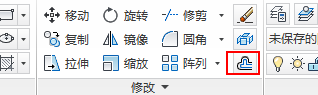 移动 旋转 修剪
复制 镜像 圆角 未保存的
拉伸 缩放 阵列
修改